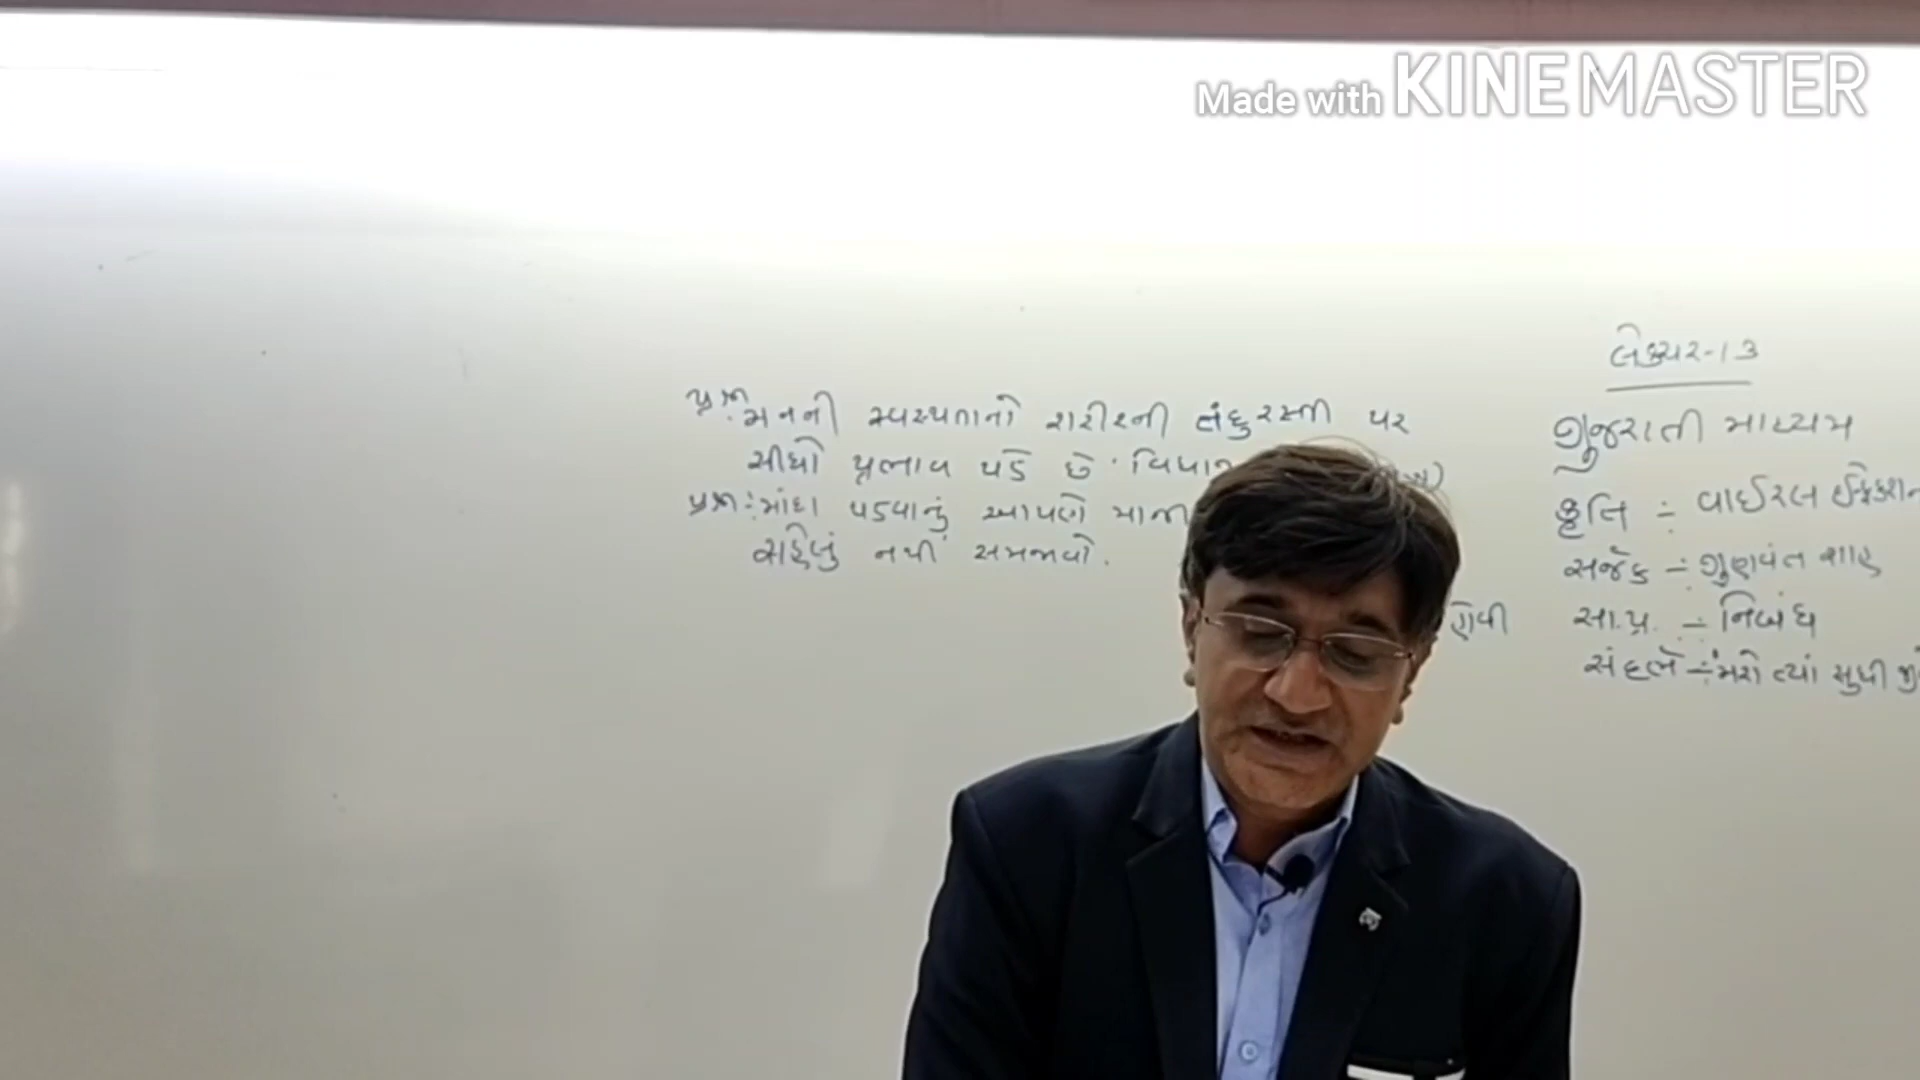 Made with KINEMASTER
લેક્ચર-13
પ્રશ્ન:મનની સ્વસ્થતાનો શરીરની તંદુરસ્તી પર
સીધો પ્રભાવ પડે છે.
પ્રશ્ન:માંદા પડવાનું આપણે માના
સહેલું નથી સમજાવો.
ગુજરાતી માધ્યમ
કૃતિ ÷ વાઈરલ ઈન્ફેક્શન
સર્જક ÷ ગુણવંત શાહ
સા.પ્ર. ÷ નિબંધ
સંદર્ભ ÷ મરો ત્યાં સુધી